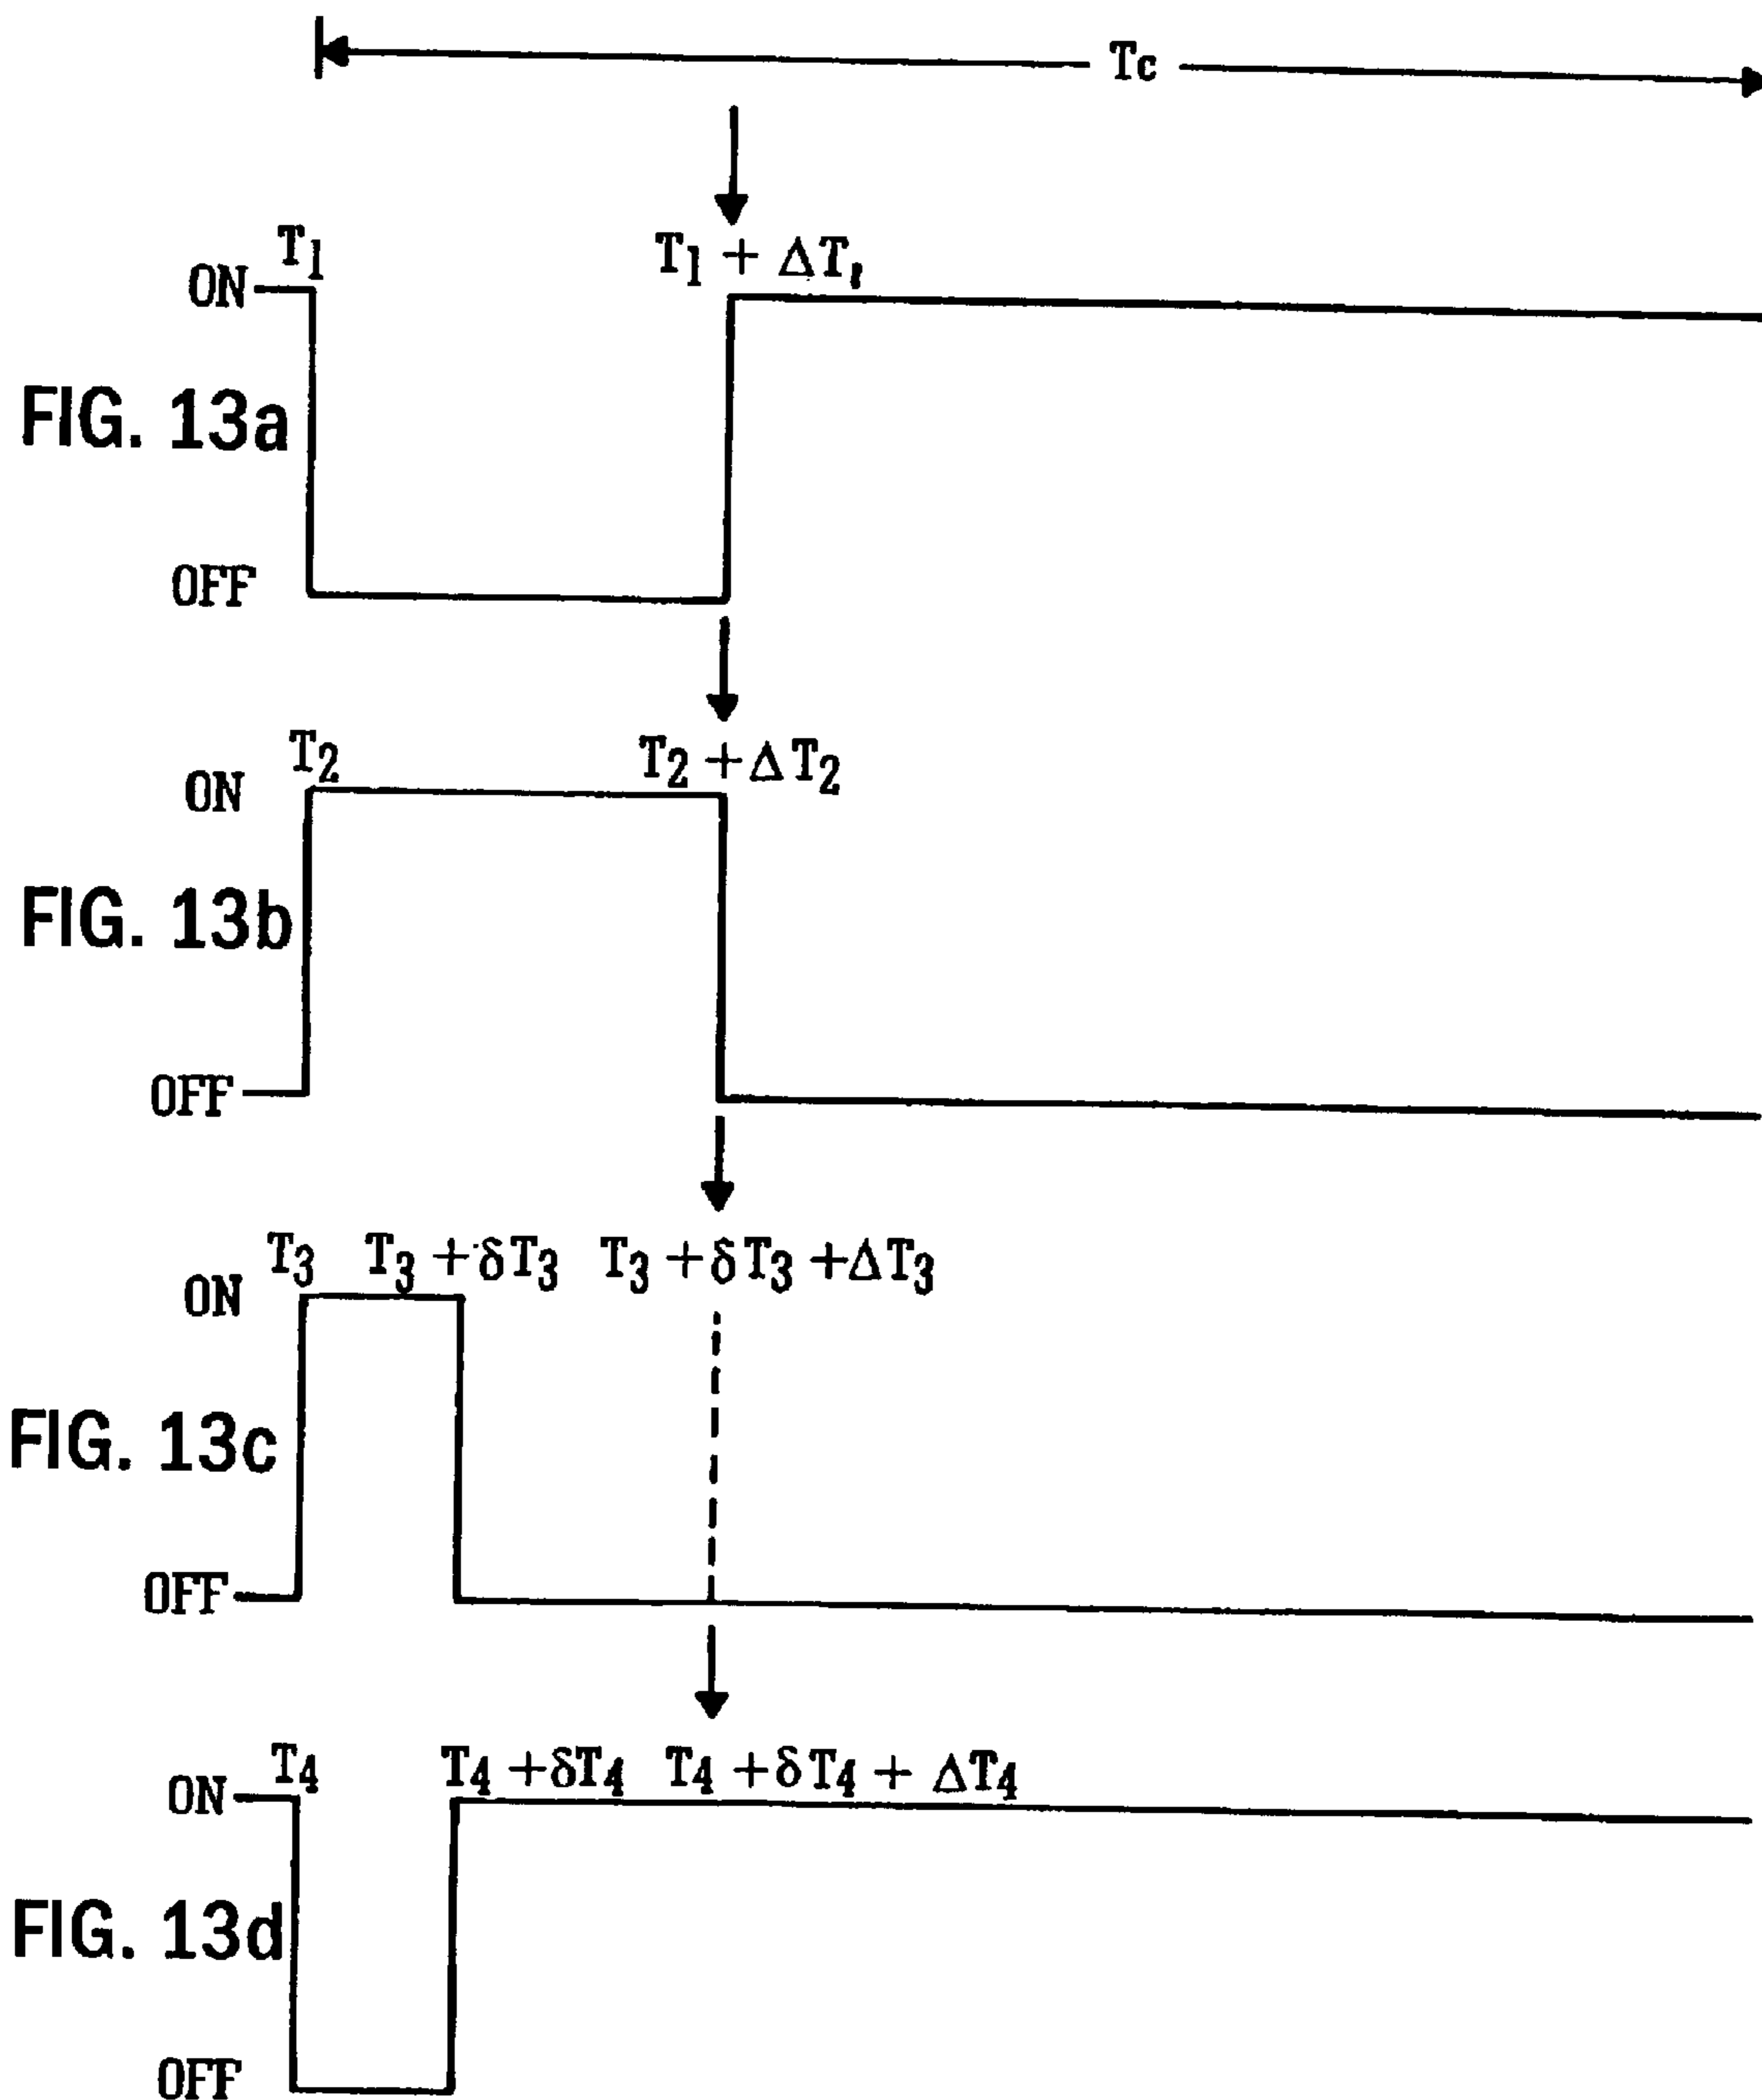 Tc
T1 T1 + ΔT,
ON
FIG. 13a
OFF
T2 T2 + ΔT2
ON
FIG. 13b
OFF
T3 T3 + δT3 T3 + δT3 + ΔT3
ON
FIG. 13c
OFF
T4 T4 + δT4 T4 + δT4 + ΔT4
ON
FIG. 13d
OFF